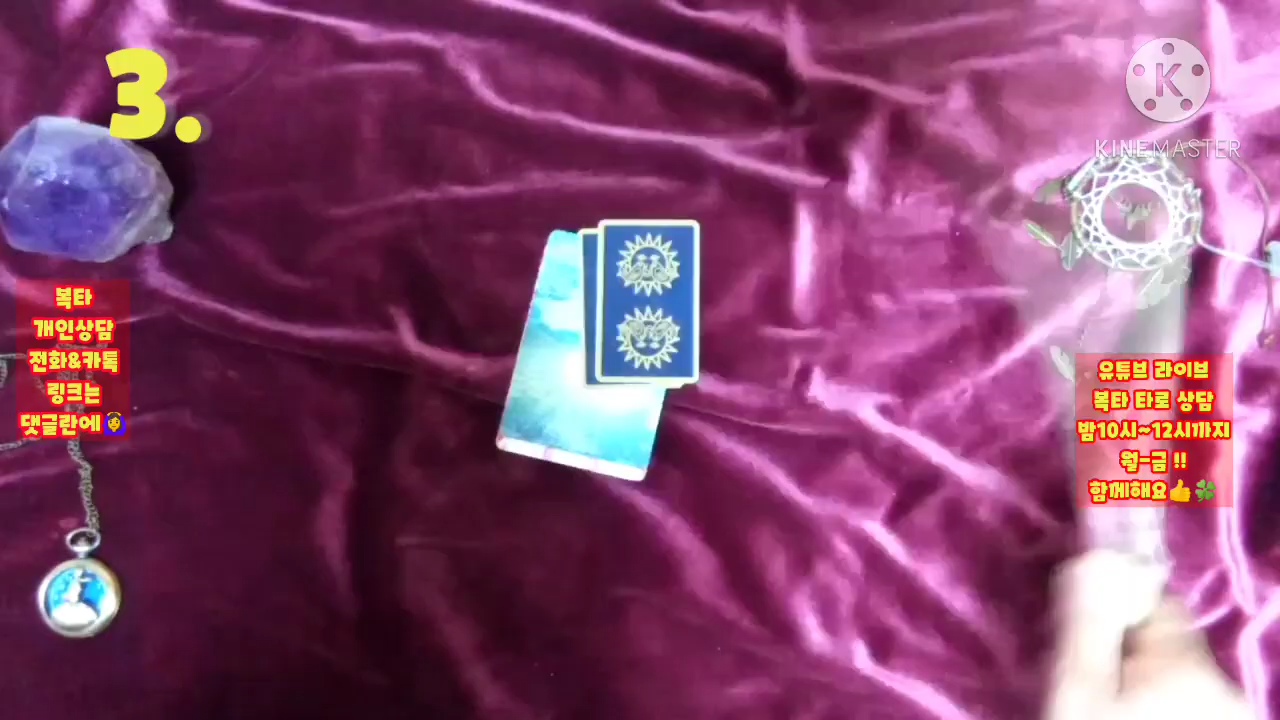 3.
KINEMASTER
복타
개인상담
전화&카톡
링크는
댓글란에🙆‍♀️
유튜브 라이브
복타 타로 상담
밤10시~12시까지
월-금 !!
함께해요👍🍀